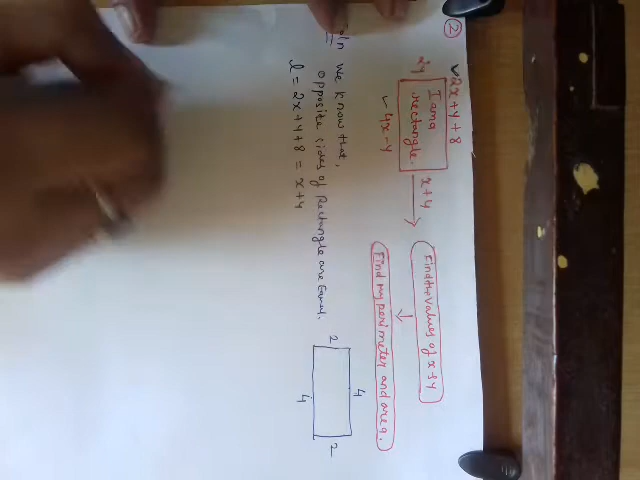 ②
2x+y+8
2y
I am a
rectangle.
x+4
4x-y
Find the values of x & y
Find my perimeter and area.
Soln we know that,
opposite sides of Rectangle are Equal.
l = 2x+y+8 = x+4
2
4
4
2